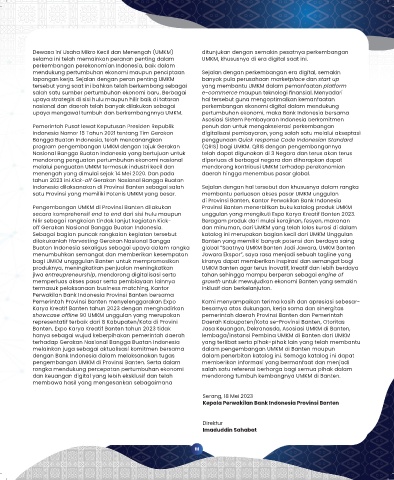 Dewasa ini Usaha Mikro Kecil dan Menengah (UMKM)
selama ini telah memainkan peranan penting dalam
perkembangan perekonomian Indonesia, baik dalam
mendukung pertumbuhan ekonomi maupun penciptaan
lapangan kerja. Sejalan dengan peran penting UMKM
tersebut yang saat ini bahkan telah berkembang sebagai
salah satu sumber pertumbuhan ekonomi baru. Berbagai
upaya strategis di sisi hulu maupun hilir baik di tataran
nasional dan daerah telah banyak dilakukan sebagai
upaya mengawal tumbuh dan berkembangnya UMKM.
Pemerintah Pusat lewat Keputusan Presiden Republik
Indonesia Nomor 15 Tahun 2021 tentang Tim Gerakan
Bangga Buatan Indonesia, telah mencanangkan
program pengembangan UMKM dengan tajuk Gerakan
Nasional Bangga Buatan Indonesia yang bertujuan untuk
mendorong penguatan pertumbuhan ekonomi nasional
melalui penguatan UMKM termasuk industri kecil dan
menengah yang dimulai sejak 14 Mei 2020. Dan pada
tahun 2023 ini Kick-off Gerakan Nasional Bangga Buatan
Indonesia dilaksanakan di Provinsi Banten sebagai salah
satu Provinsi yang memiliki Potensi UMKM yang besar.
Pengembangan UMKM di Provinsi Banten dilakukan
secara komprehensif end to end dari sisi hulu maupun
hilir sebagai rangkaian tindak lanjut kegiatan Kick-
off Gerakan Nasional Bangga Buatan Indonesia.
Sebagai bagian puncak rangkaian kegiatan tersebut
dilakukanlah Harvesting Gerakan Nasional Bangga
Buatan Indonesia sekaligus sebagai upaya dalam rangka
menumbuhkan semangat dan memberikan kesempatan
bagi UMKM unggulan Banten untuk mempromosikan
produknya, meningkatkan penjualan meningkatkan
jiwa entrepreneurship, mendorong digitalisasi serta
memperluas akses pasar serta pembiayaan lainnya
termasuk pelaksanaan business matching. Kantor
Perwakilan Bank Indonesia Provinsi Banten bersama
Pemerintah Provinsi Banten menyelenggarakan Expo
Karya Kreatif Banten tahun 2023 dengan menghadirkan
showcase offline 90 UMKM unggulan yang merupakan
representatif terbaik dari 8 Kabupaten/Kota di Provinsi
Banten. Expo Karya Kreatif Banten tahun 2023 tidak
hanya sebagai wujud keberpihakan pemerintah daerah
terhadap Gerakan Nasional Bangga Buatan Indonesia
melainkan juga sebagai aktualisasi komitmen bersama
dengan Bank Indonesia dalam melaksanakan tugas
pengembangan UMKM di Provinsi Banten. Serta dalam
rangka mendukung percepatan pertumbuhan ekonomi
dan keuangan digital yang lebih eksklusif dan telah
membawa hasil yang mengesankan sebagaimana
ditunjukan dengan semakin pesatnya perkembangan
UMKM, khususnya di era digital saat ini.
Sejalan dengan perkembangan era digital, semakin
banyak pula perusahaan marketplace dan start up
yang membantu UMKM dalam pemanfaatan platform
e-commerce maupun teknologi finansial. Menyadari
hal tersebut guna mengoptimalkan kemanfaatan
perkembangan ekonomi digital dalam mendukung
pertumbuhan ekonomi, maka Bank Indonesia bersama
Asosiasi Sistem Pembayaran Indonesia berkomitmen
penuh untuk mengakselerasi perkembangan
digitalisasi pembayaran, yang salah satu melalui akseptasi
penggunaan Quick response Code Indonesian Standard
(QRIS) bagi UMKM. QRIS dengan pengembangannya
telah dapat digunakan di 3 Negara dan terus akan terus
diperluas di berbagai negara dan diharapkan dapat
mendorong kontribusi UMKM terhadap perekonomian
daerah hingga menembus pasar global.
Sejalan dengan hal tersebut dan khususnya dalam rangka
membantu perluasan akses pasar UMKM unggulan
di Provinsi Banten, Kantor Perwakilan Bank Indonesia
Provinsi Banten menerbitkan buku katalog produk UMKM
unggulan yang mengikuti Expo Karya Kreatif Banten 2023.
Beragam produk dari mulai kerajinan, fasyen, makanan
dan minuman, dari UMKM yang telah lolos kurasi di dalam
katalog ini merupakan bagian kecil dari UMKM Unggulan
Banten yang memiliki banyak potensi dan berdaya saing
global "Saatnya UMKM Banten Jadi Jawara, UMKM Banten
Jawara Ekspor", saya rasa menjadi sebuah tagline yang
kiranya dapat memberikan inspirasi dan semangat bagi
UMKM Banten agar terus inovatif, kreatif dan lebih berdaya
tahan sehingga mampu berperan sebagai engine of
growth untuk mewujudkan ekonomi Banten yang semakin
inklusif dan berkelanjutan.
Kami menyampaikan terima kasih dan apresiasi sebesar-
besarnya atas dukungan, kerja sama dan sinergitas
pemerintah daerah Provinsi Banten dan Pemerintah
Daerah Kabupaten/Kota se-Provinsi Banten, Otoritas
Jasa Keuangan, Dekranasda, Asosiasi UMKM di Banten,
lembaga/instansi Pembina UMKM di Banten dan UMKM
yang terlibat serta pihak-pihak lain yang telah membantu
dalam pengembangan UMKM di Banten maupun
dalam penerbitan katalog ini. Semoga katalog ini dapat
memberikan informasi yang bermanfaat dan menjadi
salah satu referensi berharga bagi semua pihak dalam
mendorong tumbuh kembangnya UMKM di Banten.
Serang, 18 Mei 2023
Kepala Perwakilan Bank Indonesia Provinsi Banten
Direktur
Imaduddin Sahabat